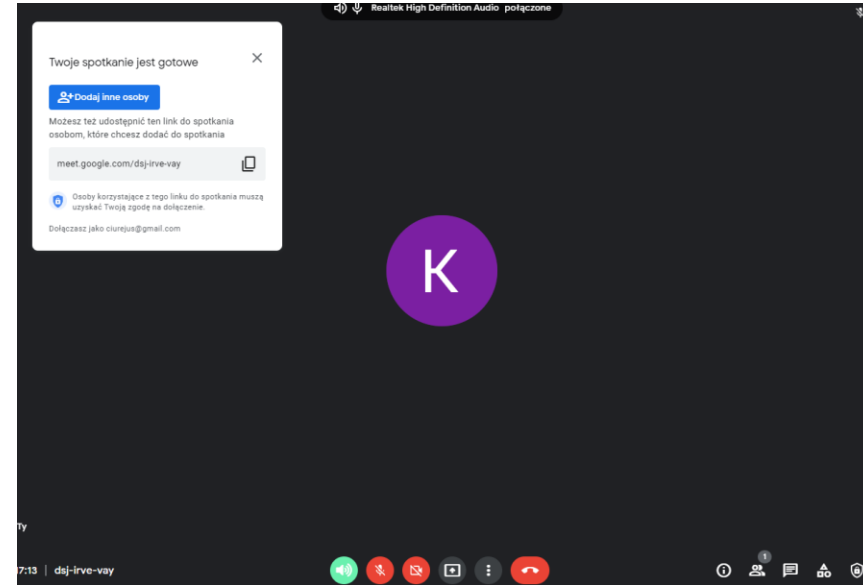 Realtek High Definition Audio połączone
Twoje spotkanie jest gotowe
Dodaj inne osoby
Możesz też udostępnić ten link do spotkania
osobom, które chcesz dodać do spotkania
meet.google.com/dsj-irve-vay
Osoby korzystające z tego linku do spotkania muszą
uzyskać Twoją zgodę na dołączenie.
Dołączasz jako ciurejus@gmail.com
K
Ty
17:13 | dsj-irve-vay
1